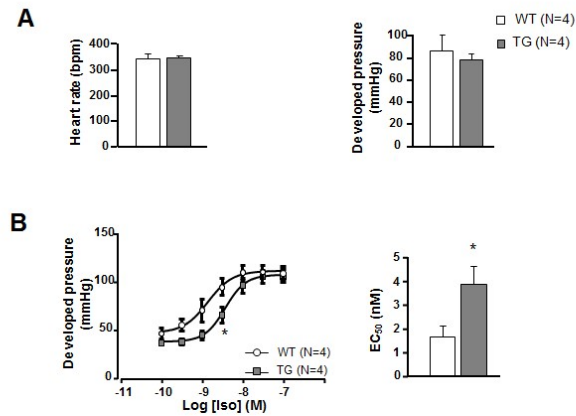 A
WT (N=4)
TG (N=4)
Heart rate (bpm)
400
300
200
100
0
Developed pressure
(mmHg)
100
80
60
40
20
0
B
Developed pressure
(mmHg)
150
100
50
0
*
WT (N=4)
TG (N=4)
-11 -10 -9 -8 -7
Log [Iso] (M)
EC50 (nM)
5
4
3
2
1
0
*